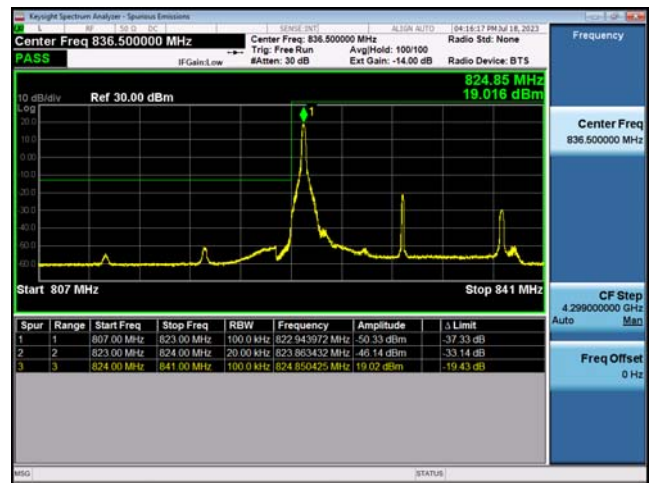 Keysight Spectrum Analyzer - Spurious Emissions
L RF 50 Ω DC SENSE:INT ALIGN AUTO 04:16:17 PM Jul 18, 2023
Center Freq 836.500000 MHz Center Freq: 836.500000 MHz Radio Std: None Frequency
PASS Trig: Free Run Avg|Hold: 100/100
IFGain:Low #Atten: 30 dB Ext Gain: -14.00 dB Radio Device: BTS
824.85 MHz
10 dB/div Ref 30.00 dBm 19.016 dBm
Log
1
20.0
10.0
0.00
10.0
20.0
30.0
40.0
50.0
60.0
Center Freq
836.500000 MHz
Start 807 MHz Stop 841 MHz
CF Step
4.299000000 GHz
Auto Man
Spur Range Start Freq Stop Freq RBW Frequency Amplitude Δ Limit
1 1 807.00 MHz 823.00 MHz 100.0 kHz 822.943972 MHz -50.33 dBm -37.33 dB
2 2 823.00 MHz 824.00 MHz 20.00 kHz 823.863432 MHz -46.14 dBm -33.14 dB
3 3 824.00 MHz 841.00 MHz 100.0 kHz 824.850425 MHz 19.02 dBm -19.43 dB
Freq Offset
0 Hz
MSG STATUS